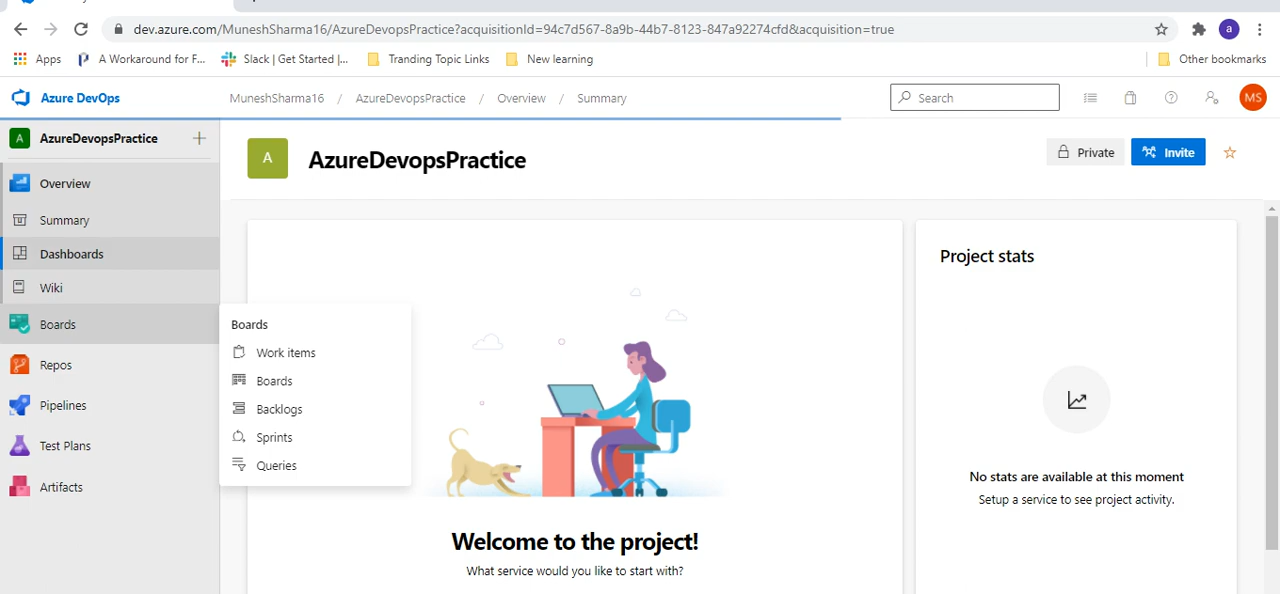 dev.azure.com/MuneshSharma16/AzureDevopsPractice?acquisitionId=94c7d567-8a9b-44b7-8123-847a92274cfd&acquisition=true
a
Apps
A Workaround for F...
Slack | Get Started |...
Tranding Topic Links
New learning
Other bookmarks
Azure DevOps
MuneshSharma16 / AzureDevopsPractice / Overview / Summary
Search
MS
A AzureDevopsPractice
Overview
Summary
Dashboards
Wiki
Boards
Repos
Pipelines
Test Plans
Artifacts
Boards
Work items
Boards
Backlogs
Sprints
Queries
A AzureDevopsPractice
Private
Invite
Welcome to the project!
What service would you like to start with?
Project stats
No stats are available at this moment
Setup a service to see project activity.